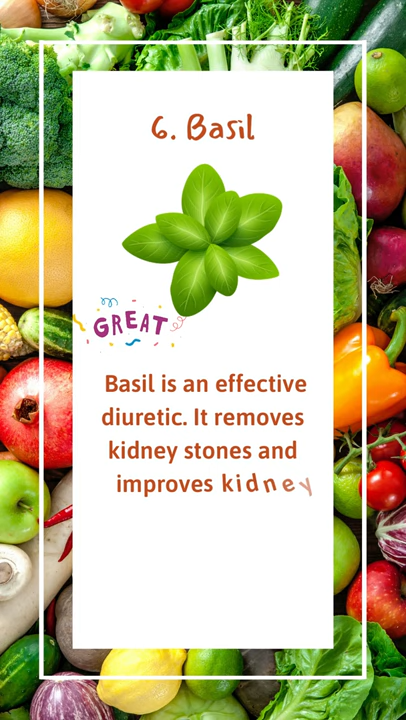 6. Basil
GREAT
Basil is an effective
diuretic. It removes
kidney stones and
improves kidney